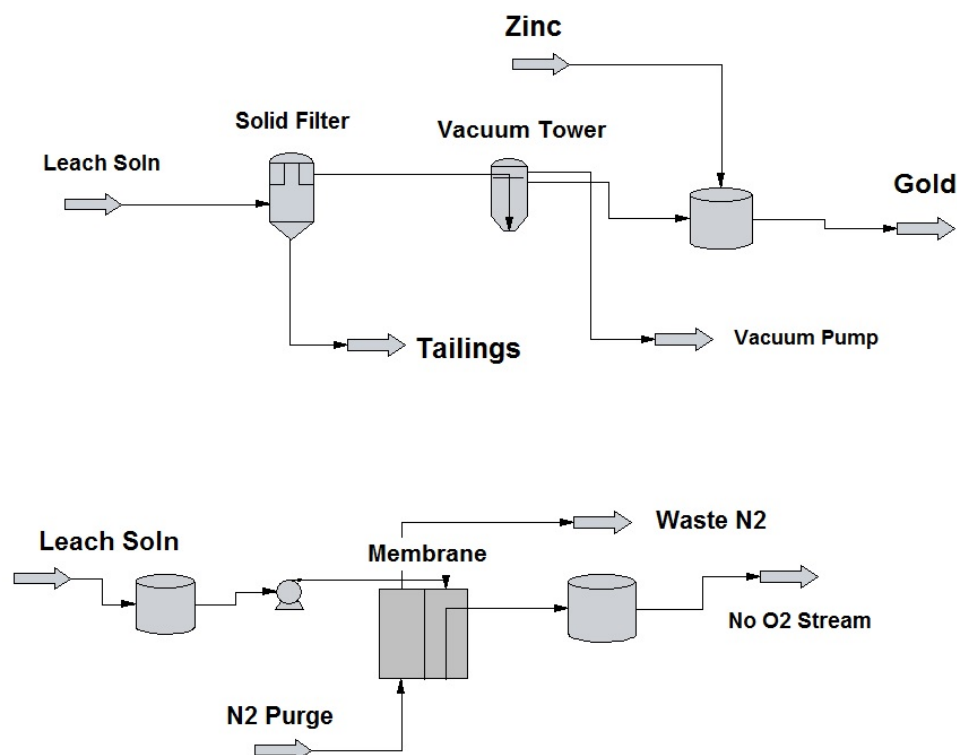 Zinc
Solid Filter
Vacuum Tower
Leach Soln
Gold
Tailings
Vacuum Pump
Leach Soln
Membrane
Waste N2
No O2 Stream
N2 Purge